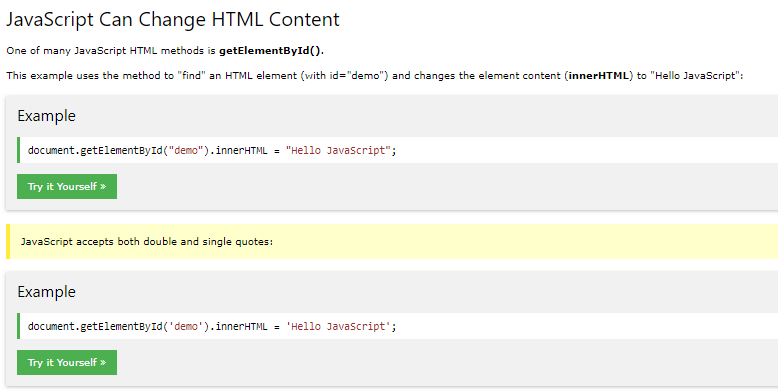 JavaScript Can Change HTML Content
One of many JavaScript HTML methods is getElementById().
This example uses the method to "find" an HTML element (with id="demo") and changes the element content (innerHTML) to "Hello JavaScript":
Example
document.getElementById("demo").innerHTML = "Hello JavaScript";
Try it Yourself »
JavaScript accepts both double and single quotes:
Example
document.getElementById('demo').innerHTML = 'Hello JavaScript';
Try it Yourself »